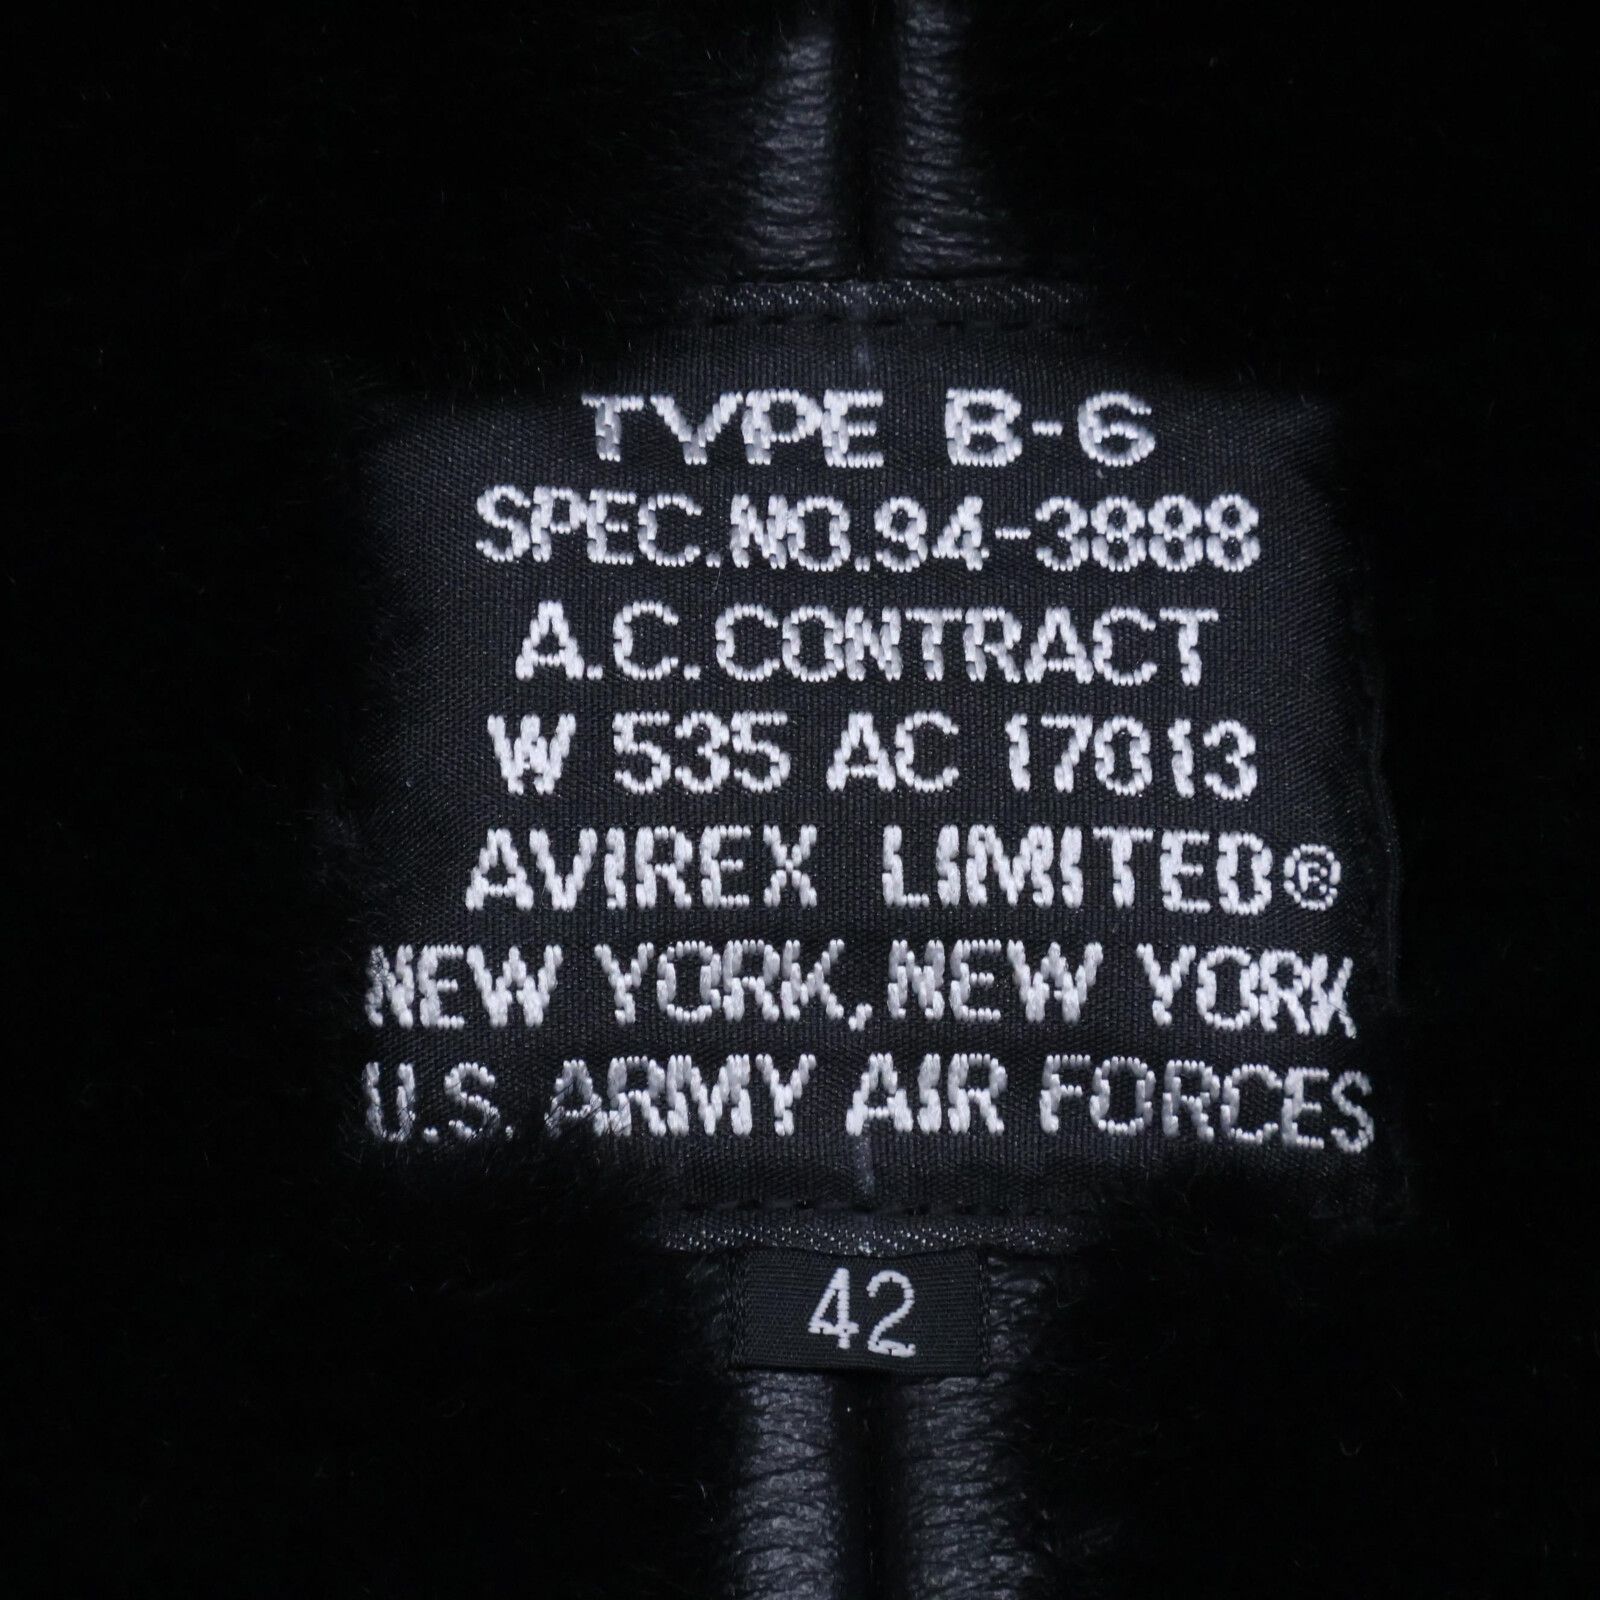 TYPE B-6
SPEC.NO.94-3888
A.C.CONTRACT
W 535 AC 17013
AVIREX LIMITED®
NEW YORK,NEW YORK
U.S. ARMY AIR FORCES
42